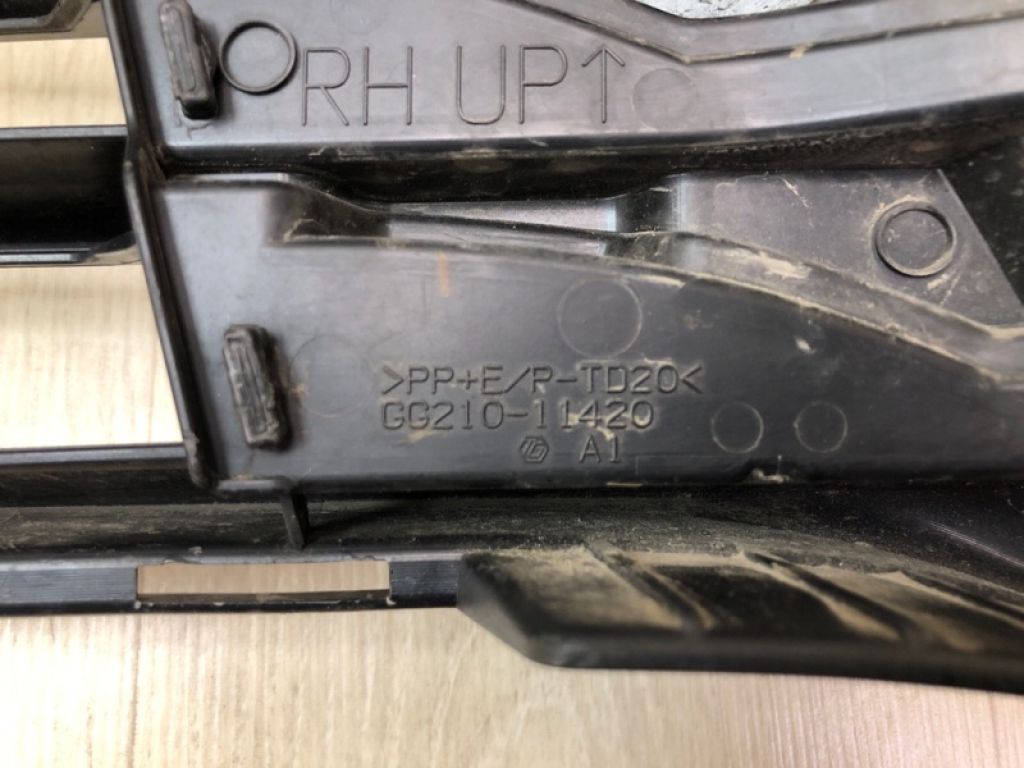 RH UP↑
>PP+E/P-TD20<
GG210-11420
A1